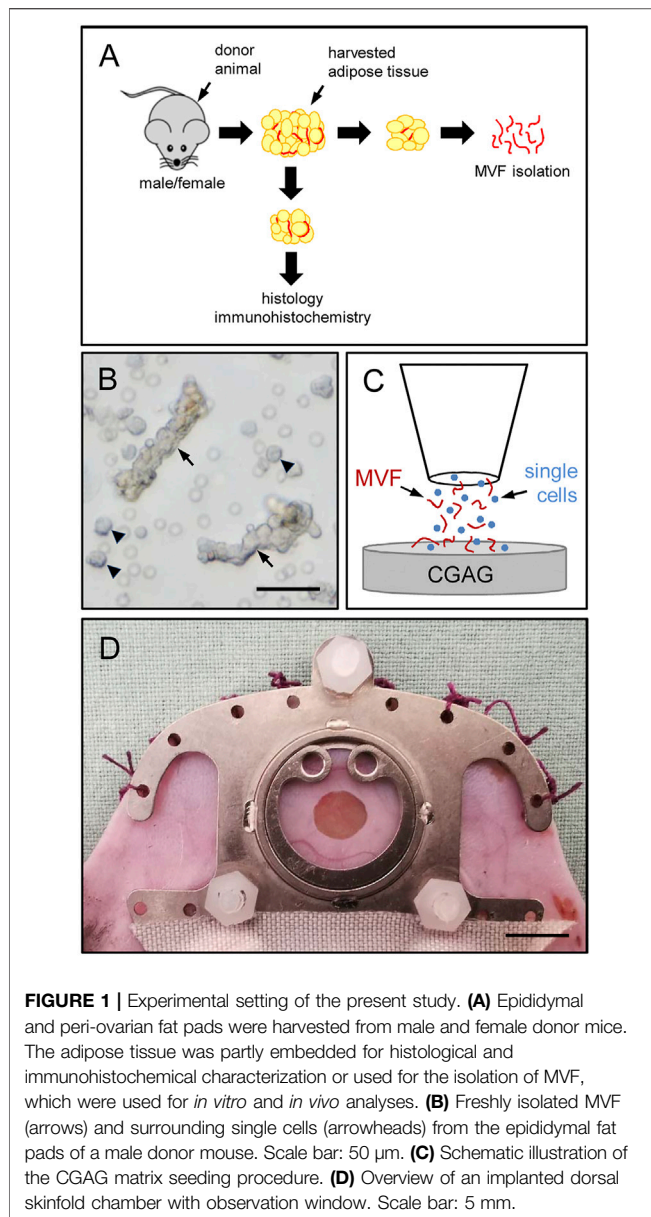 A
donor
animal
harvested
adipose tissue
male/female
MVF isolation
histology
immunohistochemistry
B
C
MVF
single
cells
CGAG
D
FIGURE 1 | Experimental setting of the present study. (A) Epididymal
and peri-ovarian fat pads were harvested from male and female donor mice.
The adipose tissue was partly embedded for histological and
immunohistochemical characterization or used for the isolation of MVF,
which were used for in vitro and in vivo analyses. (B) Freshly isolated MVF
(arrows) and surrounding single cells (arrowheads) from the epididymal fat
pads of a male donor mouse. Scale bar: 50 µm. (C) Schematic illustration of
the CGAG matrix seeding procedure. (D) Overview of an implanted dorsal
skinfold chamber with observation window. Scale bar: 5 mm.